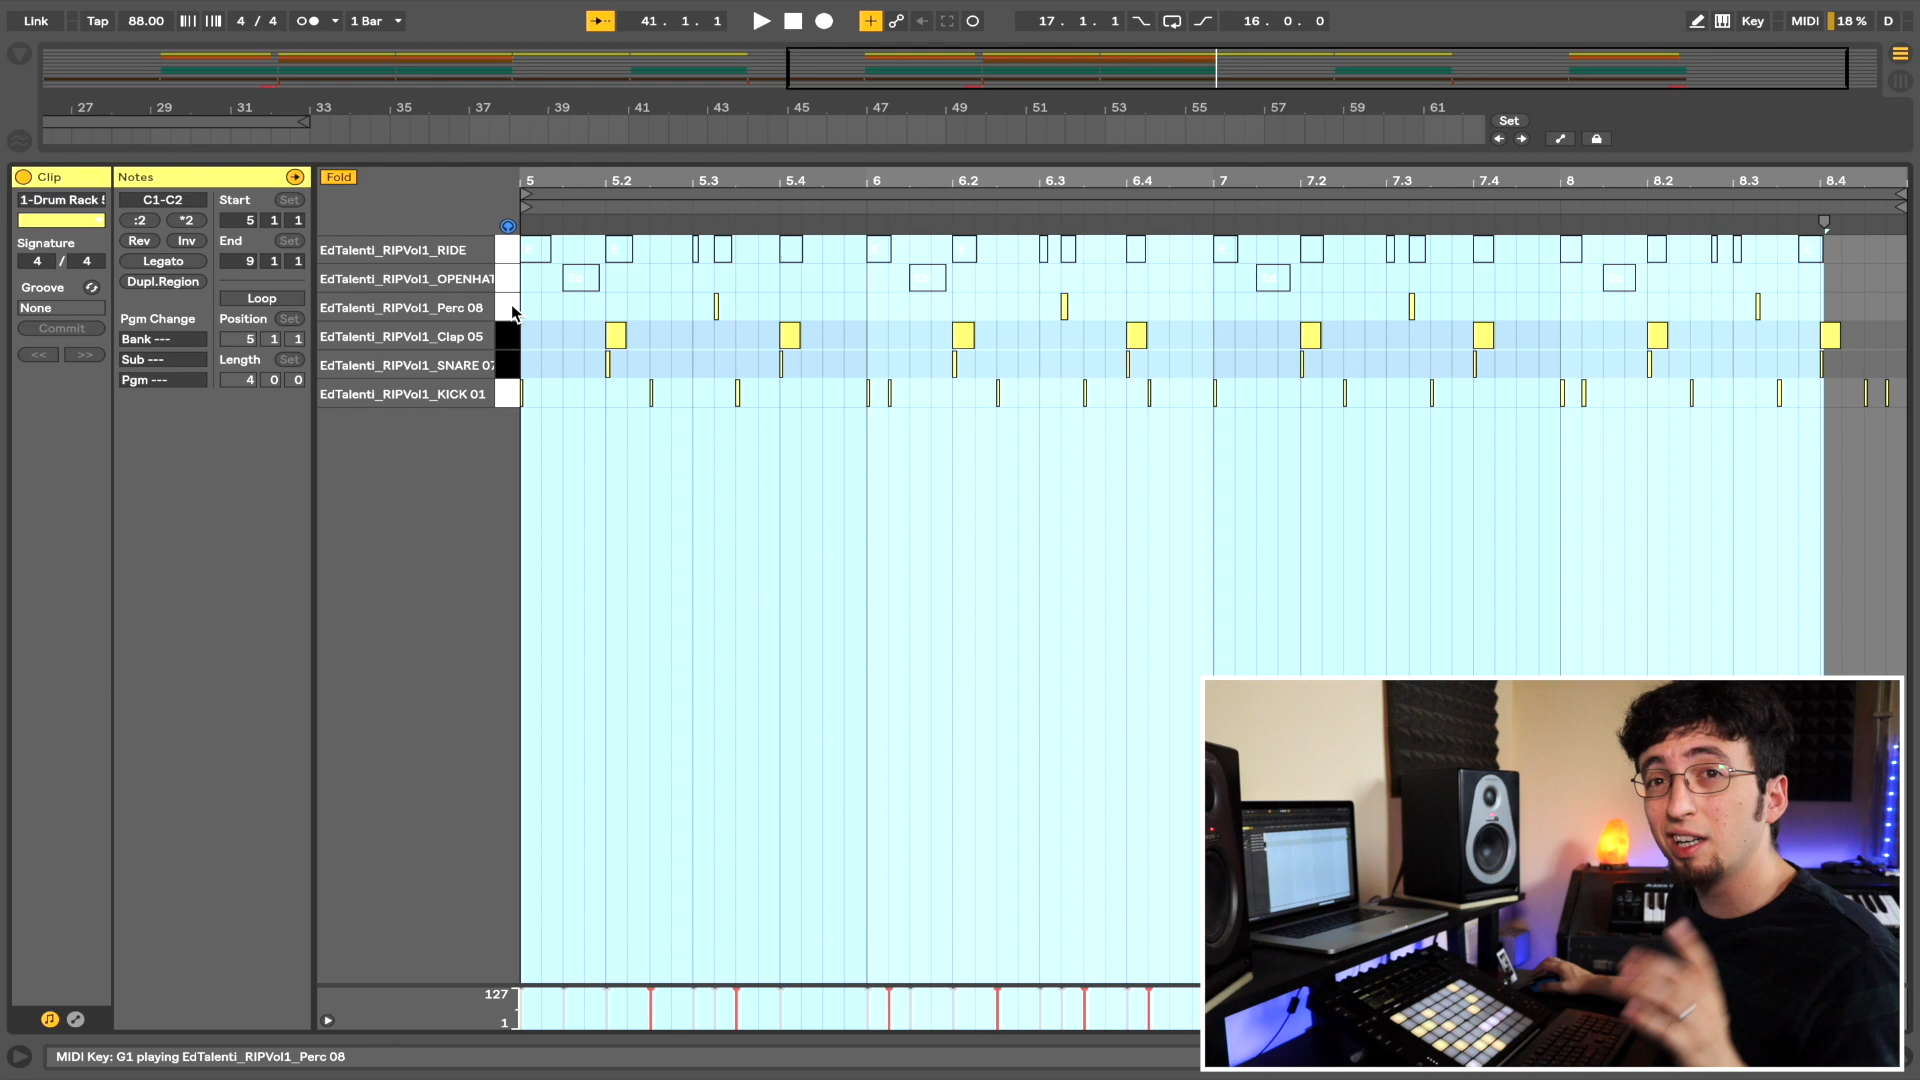 Link Tap 88.00 4 / 4 1 Bar 41 . 1 . 1 17 . 1 . 1 16 . 0 . 0 Key MIDI 18 % D
27 29 31 33 35 37 39 41 43 45 47 49 51 53 55 57 59 61
Set
Clip Notes Fold 5 5.2 5.3 5.4 6 6.2 6.3 6.4 7 7.2 7.3 7.4 8 8.2 8.3 8.4
1-Drum Rack C1-C2 Start Set
:2 *2 5 1 1
Signature Rev Inv End Set
4 / 4 Legato 9 1 1
Groove Dupl.Region
None Loop
Commit Pgm Change Position Set
<< >> Bank --- 5 1 1
Sub --- Length Set
Pgm --- 4 0 0
EdTalenti_RIPVol1_RIDE
EdTalenti_RIPVol1_OPENHAT
EdTalenti_RIPVol1_Perc 08
EdTalenti_RIPVol1_Clap 05
EdTalenti_RIPVol1_SNARE 07
EdTalenti_RIPVol1_KICK 01
127
1
MIDI Key: G1 playing EdTalenti_RIPVol1_Perc 08